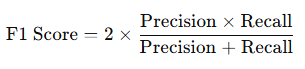 F1 Score = 2 × Precision × Recall / Precision + Recall